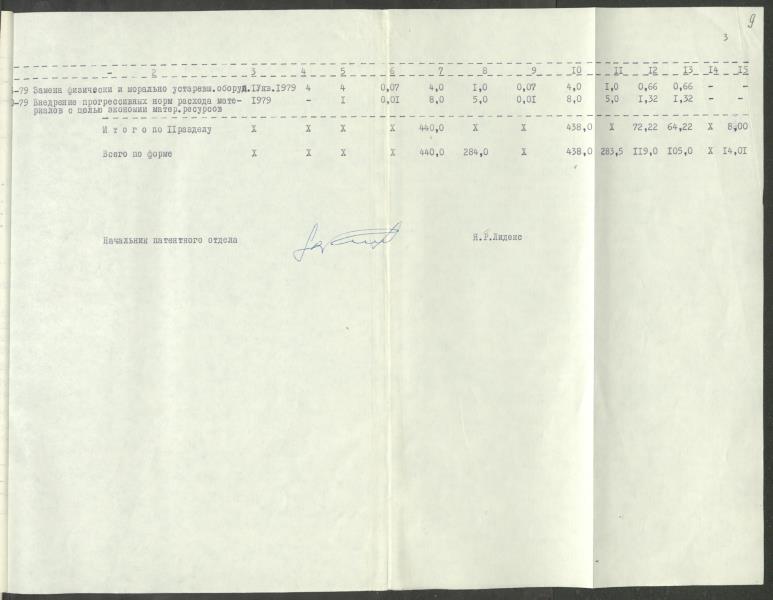 9
3
- 2 3 4 5 6 7 8 9 10 11 12 13 14 15
-79 Замена физически и морально устаревш.оборуд. IУкв.1979 4 4 0,07 4,0 1,0 0,07 4,0 1,0 0,66 0,66 - -
-79 Внедрение прогрессивных норм расхода мате- 1979 - 1 0,01 8,0 5,0 0,01 8,0 5,0 1,32 1,32 - -
риалов с целью экономии матер.ресурсов
И т о г о по II разделу X X X X 440,0 X X 438,0 X 72,22 64,22 X 8,00
Всего по форме X X X X 440,0 284,0 X 438,0 283,5 119,0 105,0 X 14,01
Начальник патентного отдела Я.Р.Лидекс